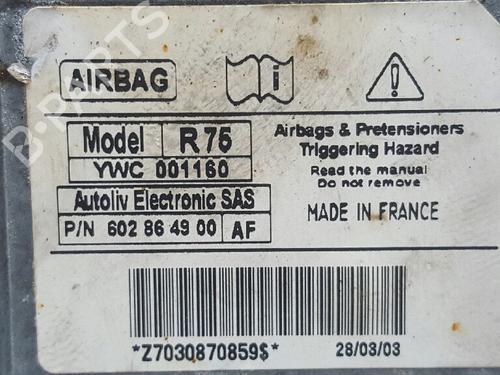 AIRBAG
Model R75
YWC 001160
Autoliv Electronic SAS
P/N 602 86 49 00 AF
Airbags & Pretensioners
Triggering Hazard
Read the manual
Do not remove
MADE IN FRANCE
*Z7030870859$*
28/03/03
B-PARTS